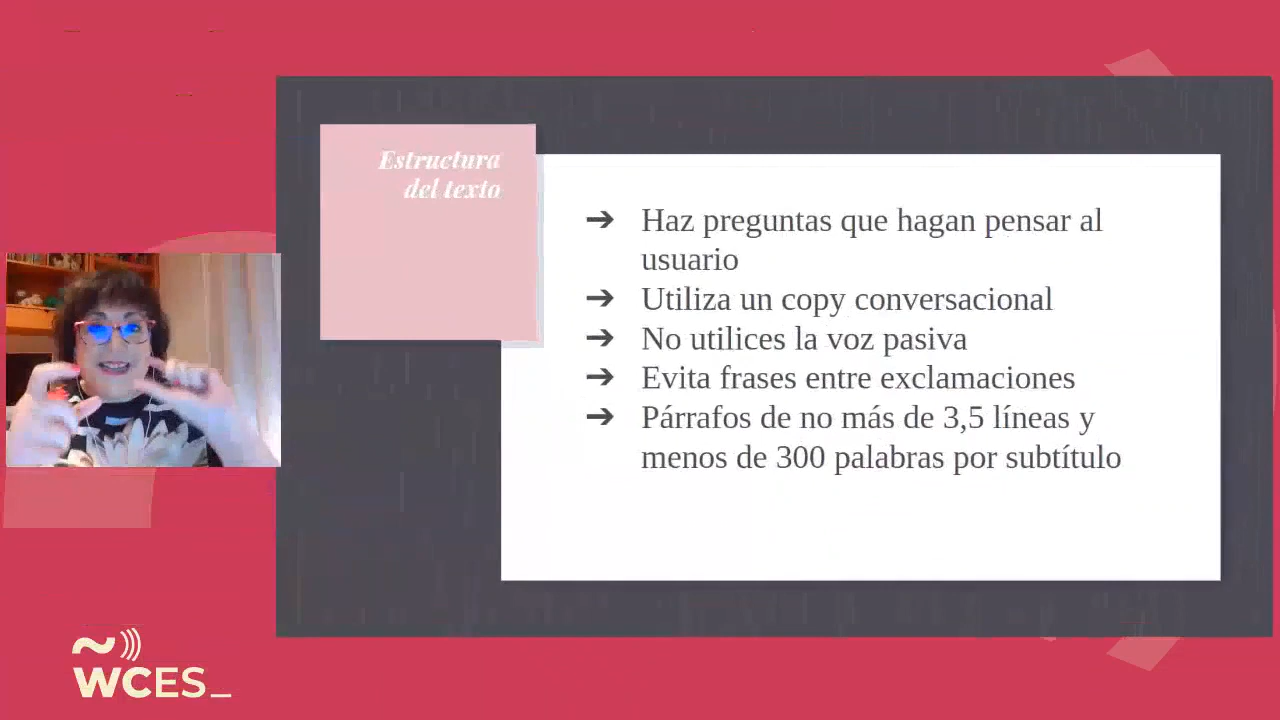 Estructura
del texto
➔ Haz preguntas que hagan pensar al
usuario
➔ Utiliza un copy conversacional
➔ No utilices la voz pasiva
➔ Evita frases entre exclamaciones
➔ Párrafos de no más de 3,5 líneas y
menos de 300 palabras por subtítulo
WCES_